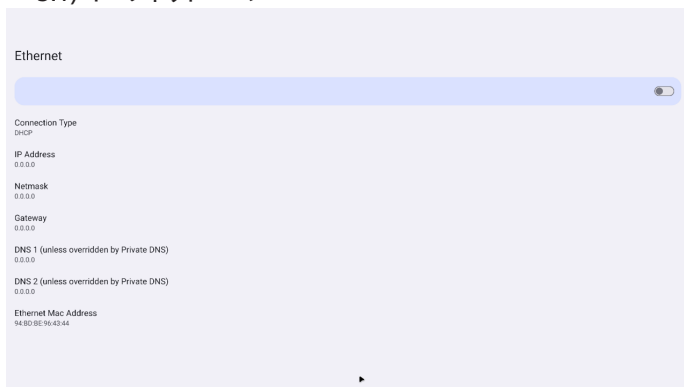 Ethernet
Connection Type
DHCP
IP Address
0.0.0.0
Netmask
0.0.0.0
Gateway
0.0.0.0
DNS 1 (unless overridden by Private DNS)
0.0.0.0
DNS 2 (unless overridden by Private DNS)
0.0.0.0
Ethernet Mac Address
94:BD:BE:96:43:44